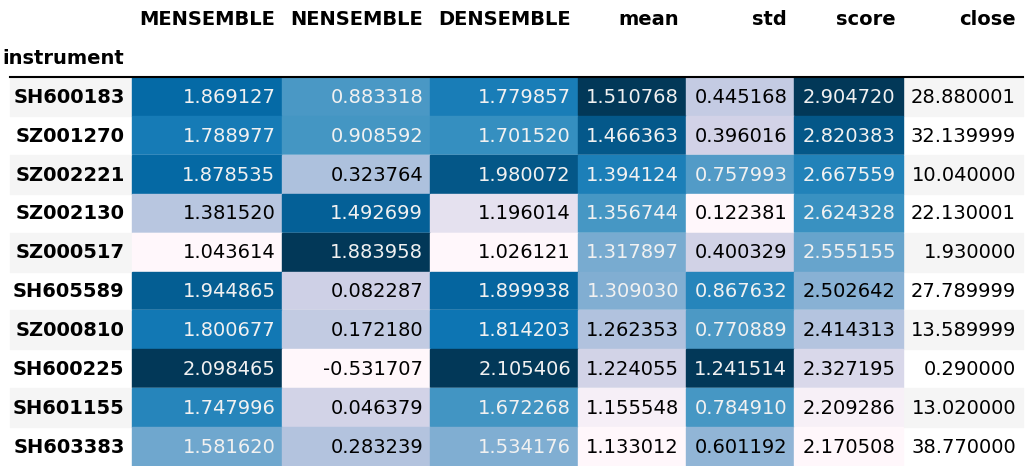 MENSEMBLE NENSEMBLE DENSEMBLE mean std score close
instrument
SH600183 1.869127 0.883318 1.779857 1.510768 0.445168 2.904720 28.880001
SZ001270 1.788977 0.908592 1.701520 1.466363 0.396016 2.820383 32.139999
SZ002221 1.878535 0.323764 1.980072 1.394124 0.757993 2.667559 10.040000
SZ002130 1.381520 1.492699 1.196014 1.356744 0.122381 2.624328 22.130001
SZ000517 1.043614 1.883958 1.026121 1.317897 0.400329 2.555155 1.930000
SH605589 1.944865 0.082287 1.899938 1.309030 0.867632 2.502642 27.789999
SZ000810 1.800677 0.172180 1.814203 1.262353 0.770889 2.414313 13.589999
SH600225 2.098465 -0.531707 2.105406 1.224055 1.241514 2.327195 0.290000
SH601155 1.747996 0.046379 1.672268 1.155548 0.784910 2.209286 13.020000
SH603383 1.581620 0.283239 1.534176 1.133012 0.601192 2.170508 38.770000